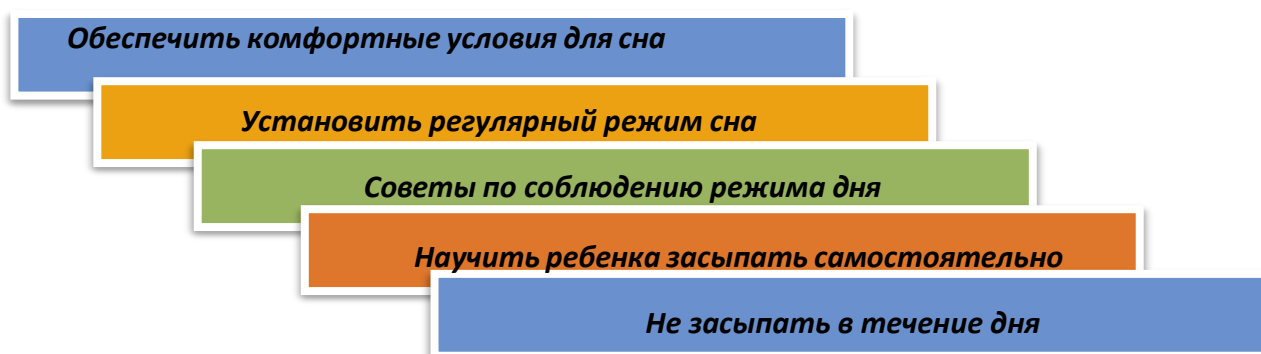 Обеспечить комфортные условия для сна
Установить регулярный режим сна
Советы по соблюдению режима дня
Научить ребенка засыпать самостоятельно
Не засыпать в течение дня